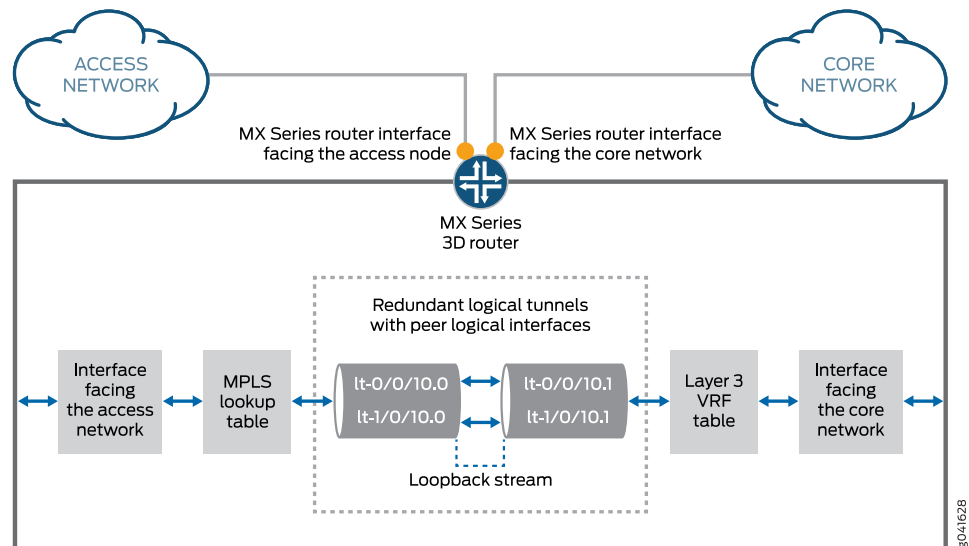 ACCESS
NETWORK
CORE
NETWORK
MX Series router interface
facing the access node
MX Series router interface
facing the core network
MX Series
3D router
Redundant logical tunnels
with peer logical interfaces
Interface
facing
the access
network
MPLS
lookup
table
lt-0/0/10.0
lt-1/0/10.0
lt-0/0/10.1
lt-1/0/10.1
Layer 3
VRF
table
Interface
facing
the core
network
Loopback stream
g041628